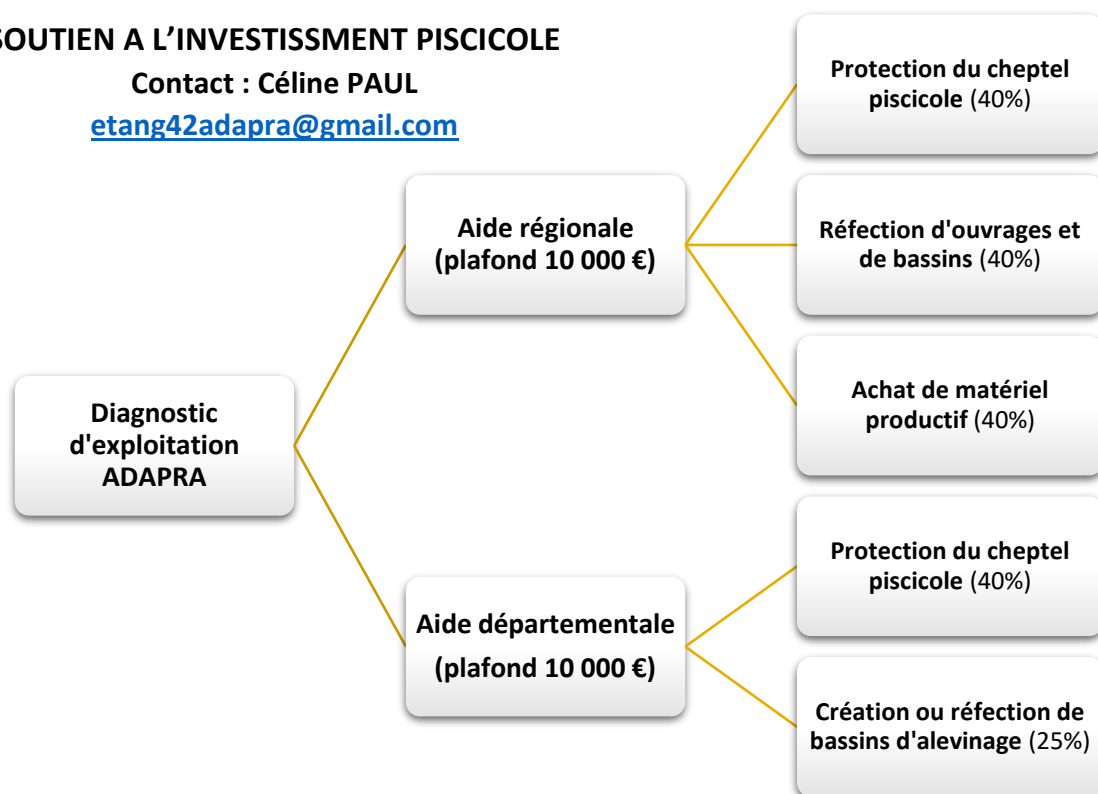 SOUTIEN A L’INVESTISSMENT PISCICOLE
Contact : Céline PAUL
etang42adapra@gmail.com
Diagnostic
d'exploitation
ADAPRA
Aide régionale
(plafond 10 000 €)
Protection du cheptel
piscicole (40%)
Réfection d'ouvrages et
de bassins (40%)
Achat de matériel
productif (40%)
Aide départementale
(plafond 10 000 €)
Protection du cheptel
piscicole (40%)
Création ou réfection de
bassins d'alevinage (25%)